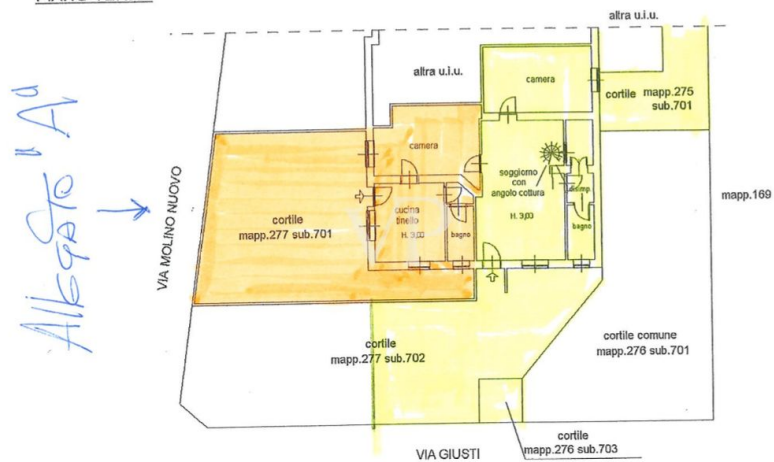 altra u.i.u.
altra u.i.u.
camera
cortile mapp.275
sub.701
camera
soggiorno
con
angolo cottura
H. 3,00
disimp.
bagno
mapp.169
cucina
tinello
H. 3,00
bagno
cortile
mapp.277 sub.701
VIA MOLINO NUOVO
Allegato "A"
cortile
mapp.277 sub.702
cortile comune
mapp.276 sub.701
cortile
mapp.276 sub.703
VIA GIUSTI